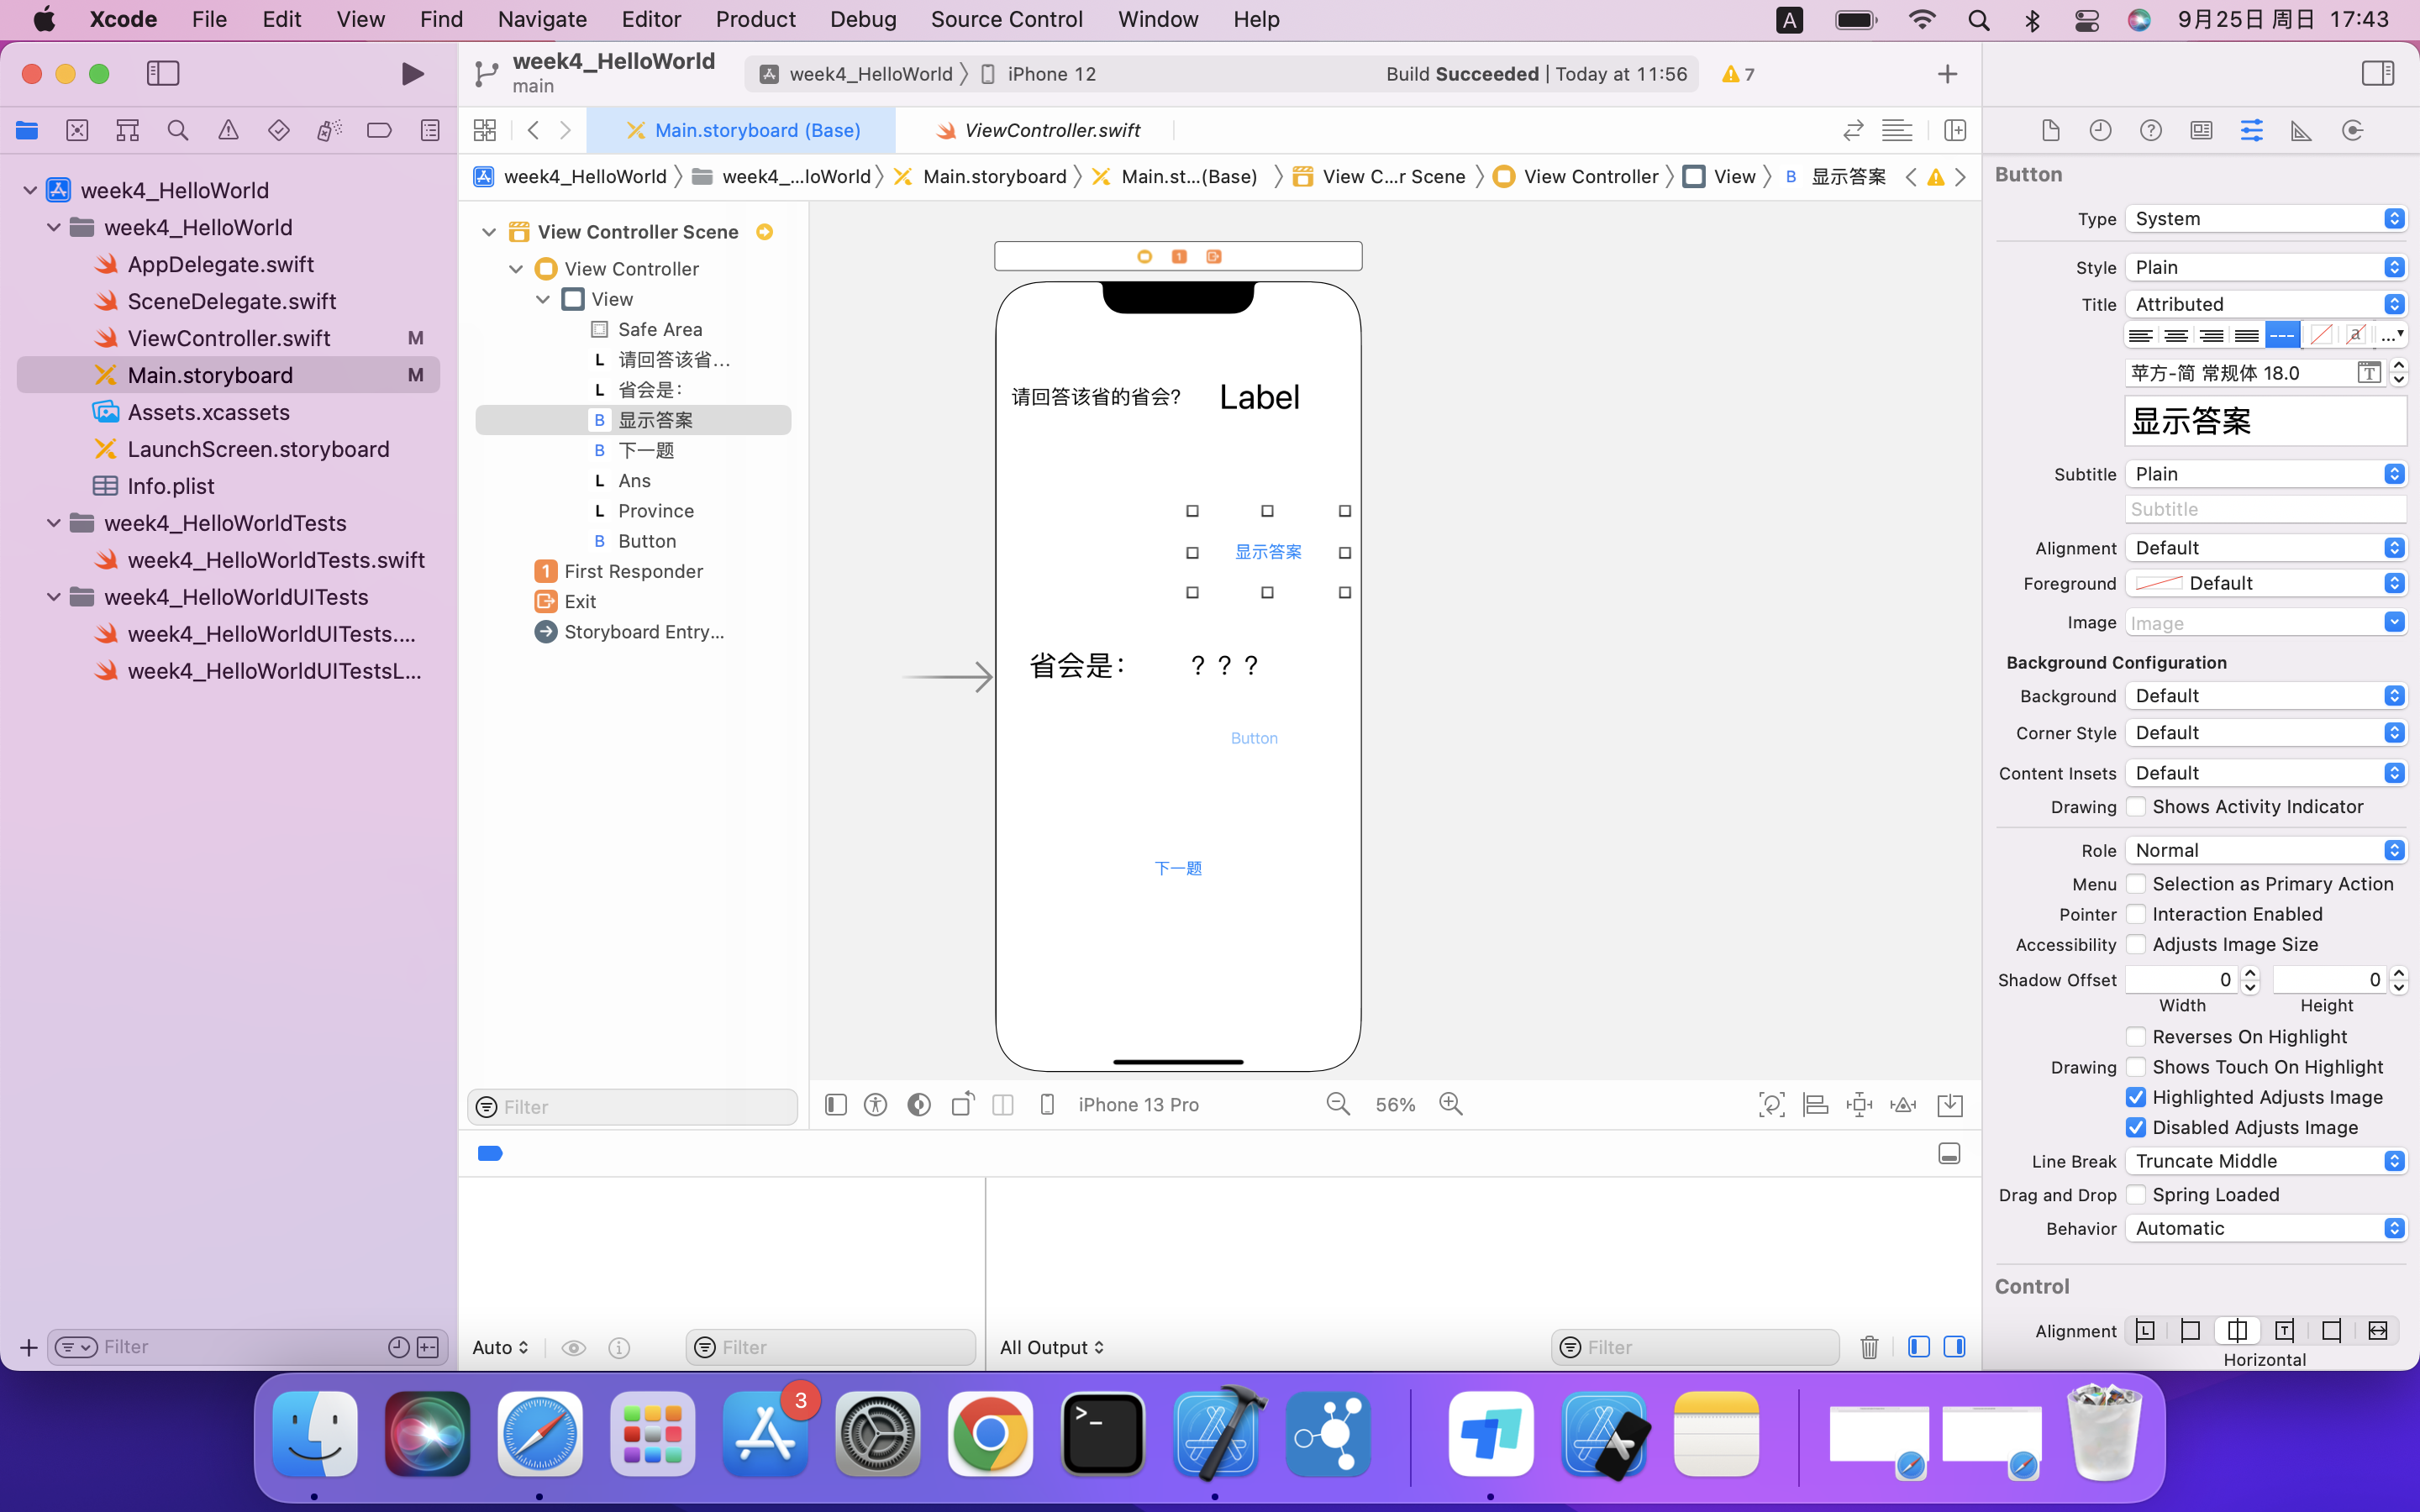 Xcode File Edit View Find Navigate Editor Product Debug Source Control Window Help A 9月25日 周日 17:43
week4_HelloWorld
main
week4_HelloWorld iPhone 12 Build Succeeded | Today at 11:56 7
Main.storyboard (Base) ViewController.swift
week4_HelloWorld week4_...loWorld Main.storyboard Main.st...(Base) View C...r Scene View Controller View B 显示答案
week4_HelloWorld
week4_HelloWorld
AppDelegate.swift
SceneDelegate.swift
ViewController.swift M
Main.storyboard M
Assets.xcassets
LaunchScreen.storyboard
Info.plist
week4_HelloWorldTests
week4_HelloWorldTests.swift
week4_HelloWorldUITests
week4_HelloWorldUITests....
week4_HelloWorldUITestsL...
Filter
View Controller Scene
View Controller
View
Safe Area
L 请回答该省...
L 省会是：
B 显示答案
B 下一题
L Ans
L Province
B Button
1 First Responder
Exit
Storyboard Entry...
Filter
1
请回答该省的省会? Label
显示答案
省会是： ？？？
Button
下一题
iPhone 13 Pro 56%
Auto Filter
All Output Filter
Button
Type System
Style Plain
Title Attributed
a ...
苹方-简 常规体 18.0 T
显示答案
Subtitle Plain
Subtitle
Alignment Default
Foreground Default
Image Image
Background Configuration
Background Default
Corner Style Default
Content Insets Default
Drawing Shows Activity Indicator
Role Normal
Menu Selection as Primary Action
Pointer Interaction Enabled
Accessibility Adjusts Image Size
Shadow Offset 0 0
Width Height
Reverses On Highlight
Drawing Shows Touch On Highlight
Highlighted Adjusts Image
Disabled Adjusts Image
Line Break Truncate Middle
Drag and Drop Spring Loaded
Behavior Automatic
Control
Alignment
Horizontal
3
>_